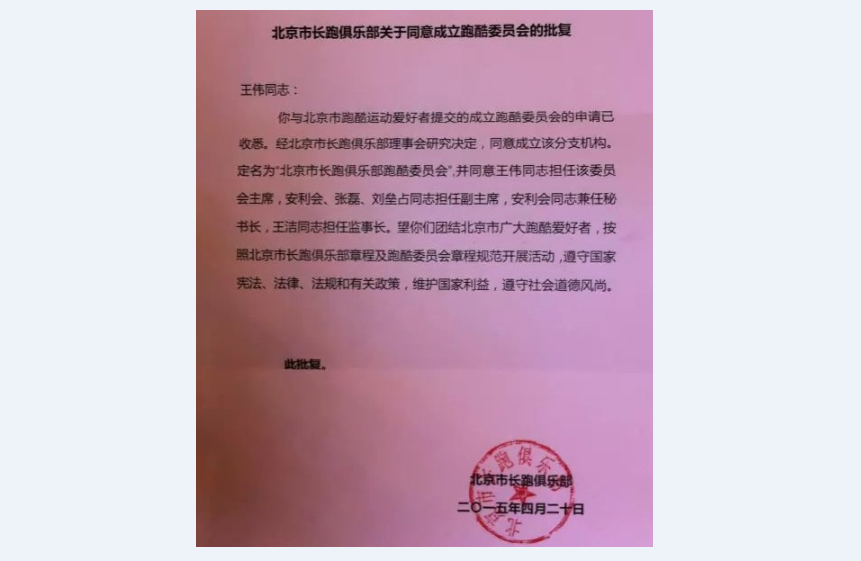 北京市长跑俱乐部关于同意成立跑酷委员会的批复
王伟同志：
你与北京市跑酷运动爱好者提交的成立跑酷委员会的申请已
收悉。经北京市长跑俱乐部理事会研究决定，同意成立该分支机构。
定名为“北京市长跑俱乐部跑酷委员会”,并同意王伟同志担任该委员
会主席，安利会、张磊、刘垒占同志担任副主席，安利会同志兼任秘
书长，王洁同志担任监事长。望你们团结北京市广大跑酷爱好者，按
照北京市长跑俱乐部章程及跑酷委员会章程规范开展活动，遵守国家
宪法、法律、法规和有关政策，维护国家利益，遵守社会道德风尚。
此批复。
北京市长跑俱乐部
二〇一五年四月二十日
北京市长跑俱乐部